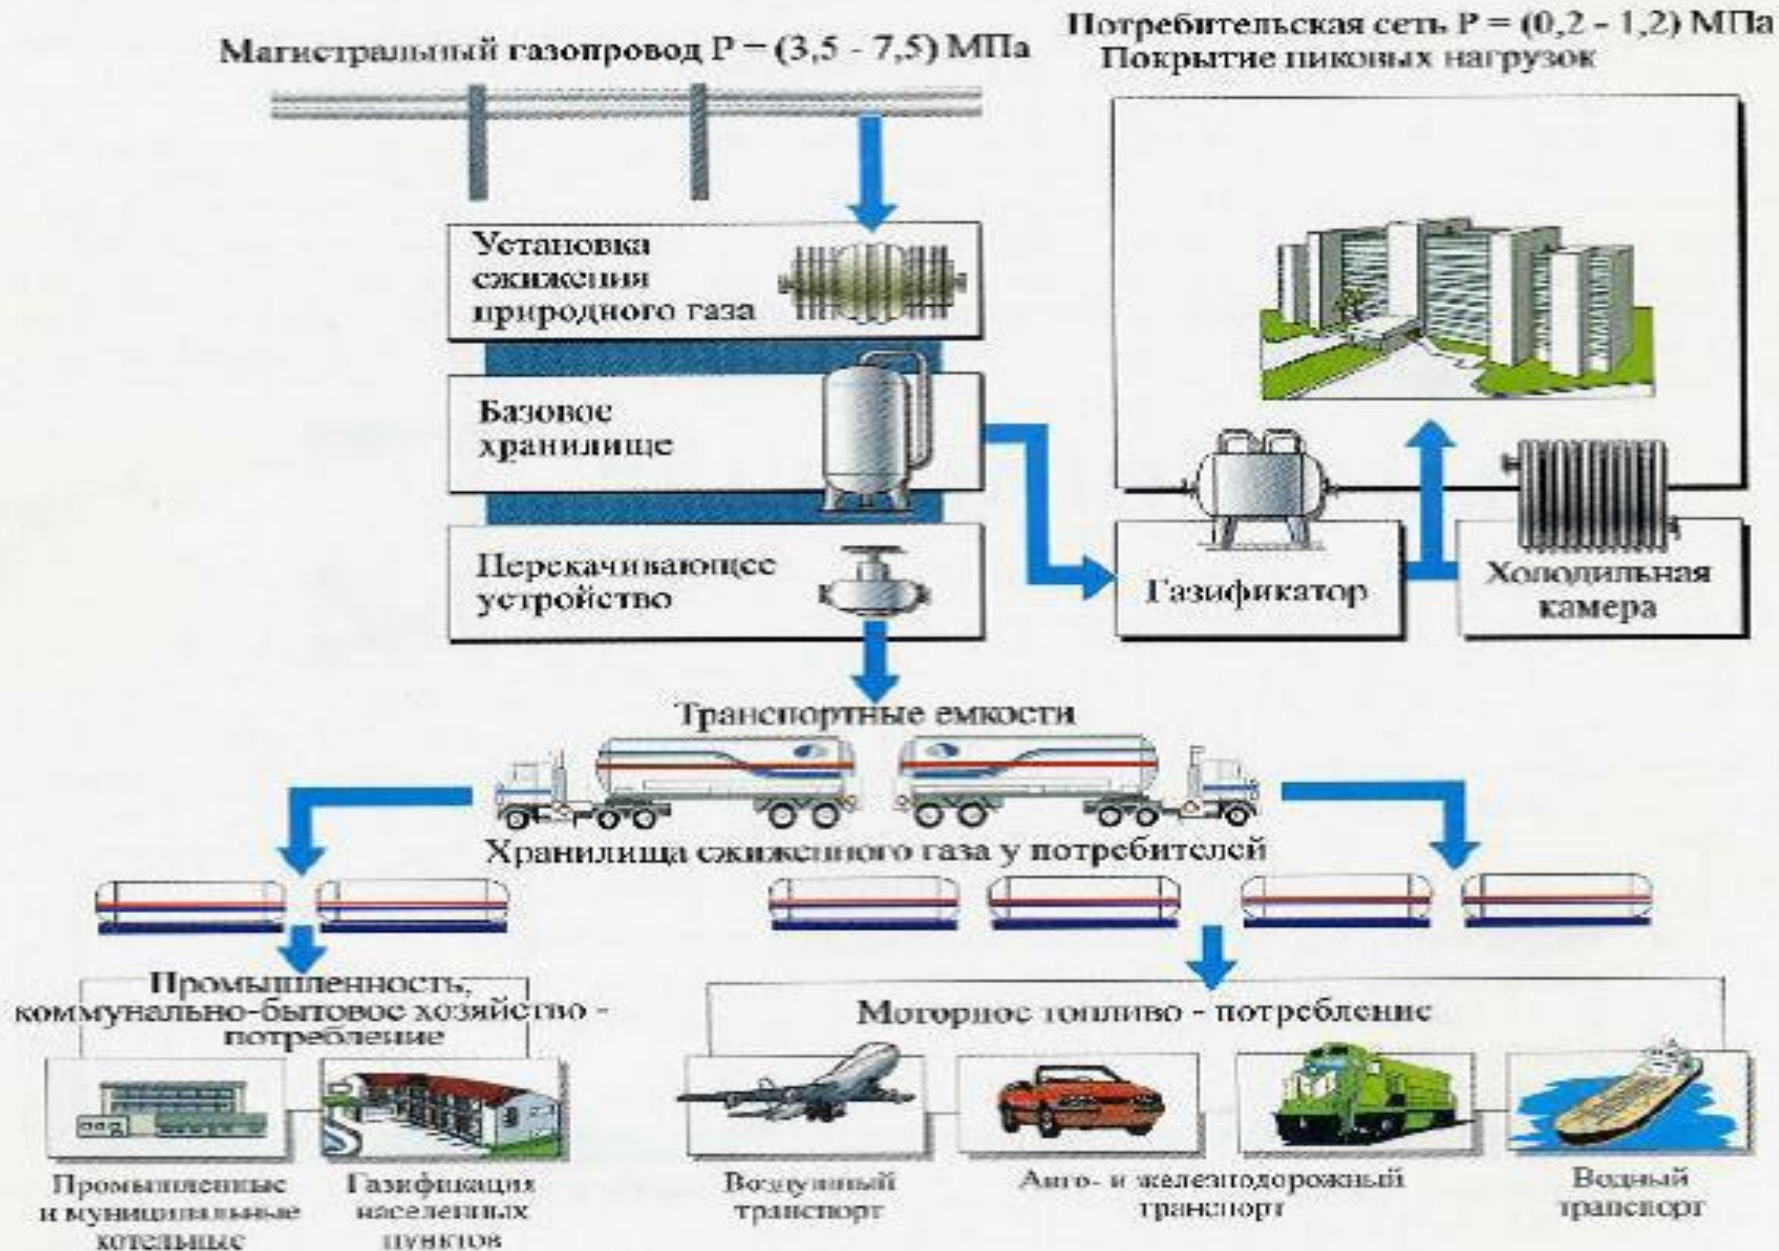 Магистральный газопровод Р = (3,5 - 7,5) МПа
Потребительская сеть Р = (0,2 - 1,2) МПа
Покрытие пиковых нагрузок
Установка
сжижения
природного газа
Базовое
хранилище
Перекачивающее
устройство
Газификатор
Холодильная
камера
Транспортные емкости
Хранилища сжиженного газа у потребителей
Промышленность,
коммунально-бытовое хозяйство -
потребление
Моторное топливо - потребление
Промышленные
и муниципальные
котельные
Газификация
населенных
пунктов
Воздушный
транспорт
Авто- и железнодорожный
транспорт
Водный
транспорт